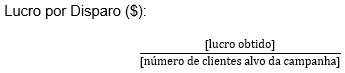 Lucro por Disparo ($):
[lucro obtido]
[número de clientes alvo da campanha]